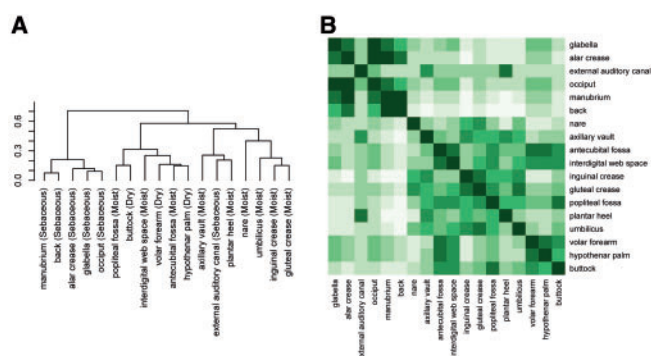 A
0.6
0.3
0.0
manubrium (Sebaceous)
back (Sebaceous)
alar crease (Sebaceous)
glabella (Sebaceous)
occiput (Sebaceous)
popliteal fossa (Moist)
buttock (Dry)
interdigital web space (Moist)
volar forearm (Dry)
antecubital fossa (Moist)
hypothenar palm (Dry)
axillary vault (Moist)
external auditory canal (Sebaceous)
plantar heel (Moist)
nare (Moist)
umbilicus (Moist)
inguinal crease (Moist)
gluteal crease (Moist)
B
glabella
alar crease
external auditory canal
occiput
manubrium
back
nare
axillary vault
antecubital fossa
interdigital web space
inguinal crease
gluteal crease
popliteal fossa
plantar heel
umbilicus
volar forearm
hypothenar palm
buttock
glabella
alar crease
external auditory canal
occiput
manubrium
back
nare
axillary vault
antecubital fossa
interdigital web space
inguinal crease
gluteal crease
popliteal fossa
plantar heel
umbilicus
volar forearm
hypothenar palm
buttock